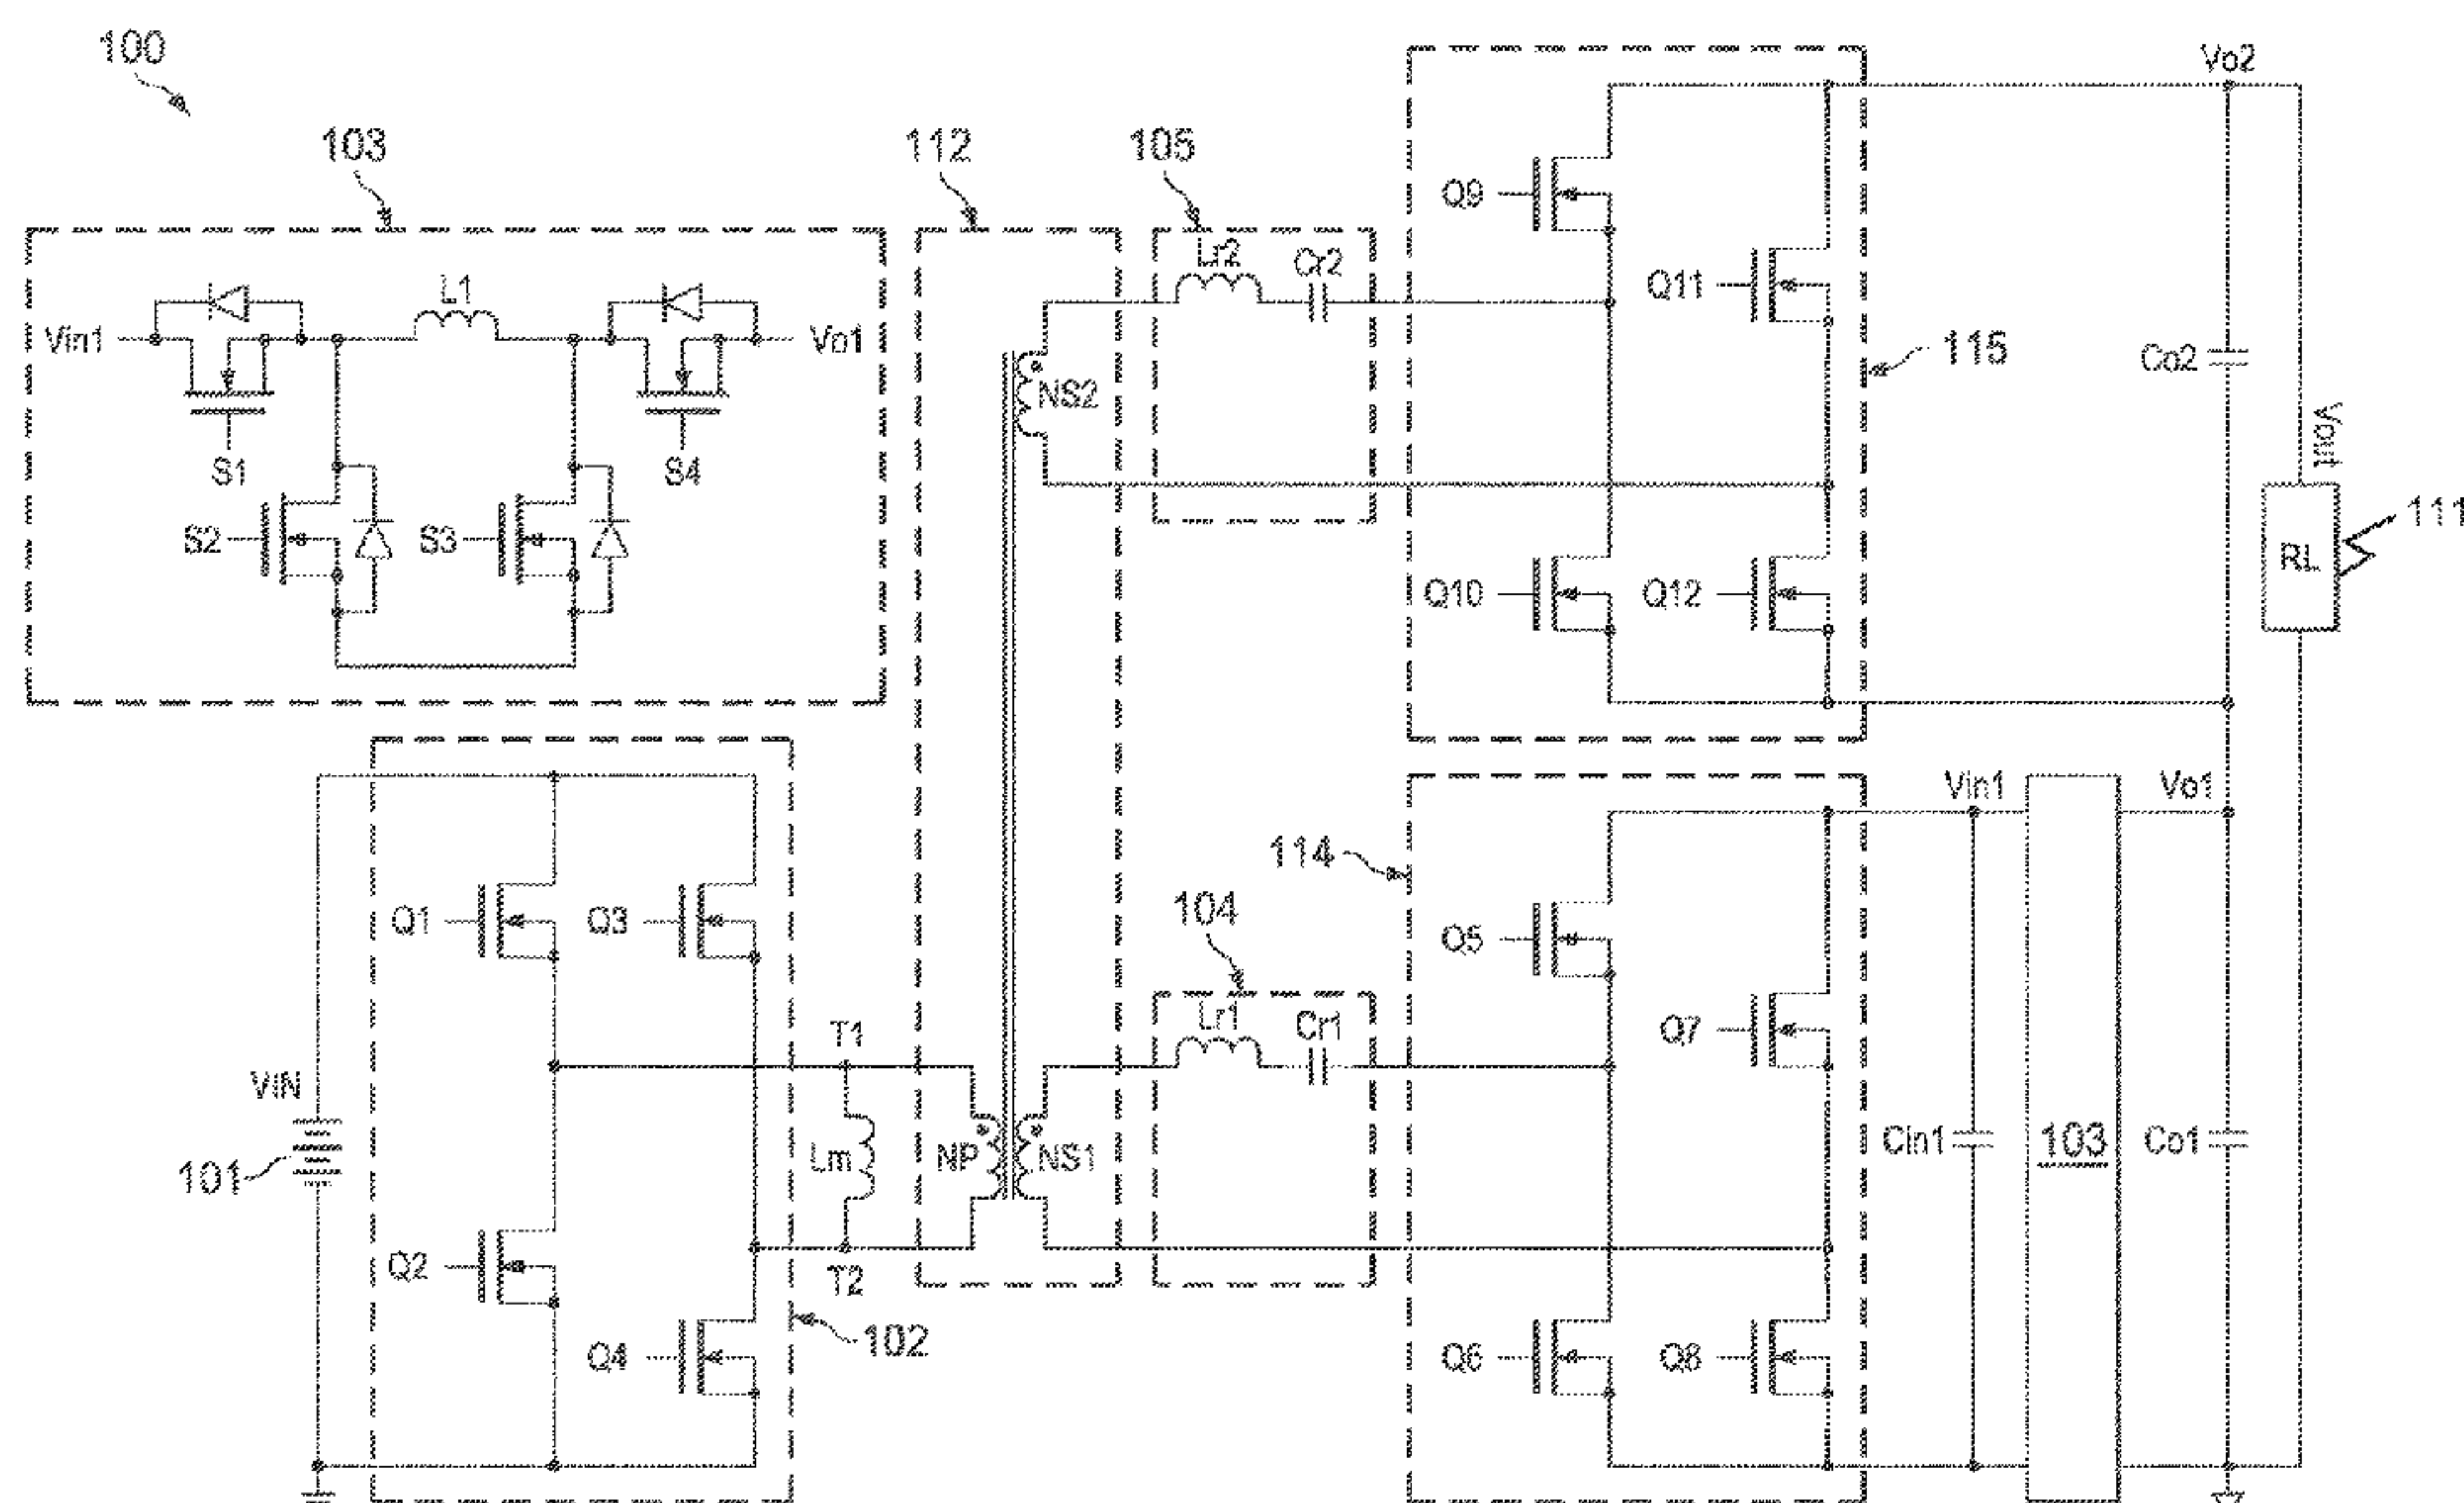 100
Vo2
103
112
105
Q9
Lr2
Cr2
Q11
L1
Vin1
Vo1
115
Co2
NS2
Vout
S1
S4
S2
S3
111
RL
Q10
Q12
Vin1
Vo1
114
104
Q1
Q3
Q5
Lr1
Cr1
Q7
T1
VIN
Lm
NP
NS1
Cin1
103
Co1
101
Q2
T2
102
Q4
Q6
Q8